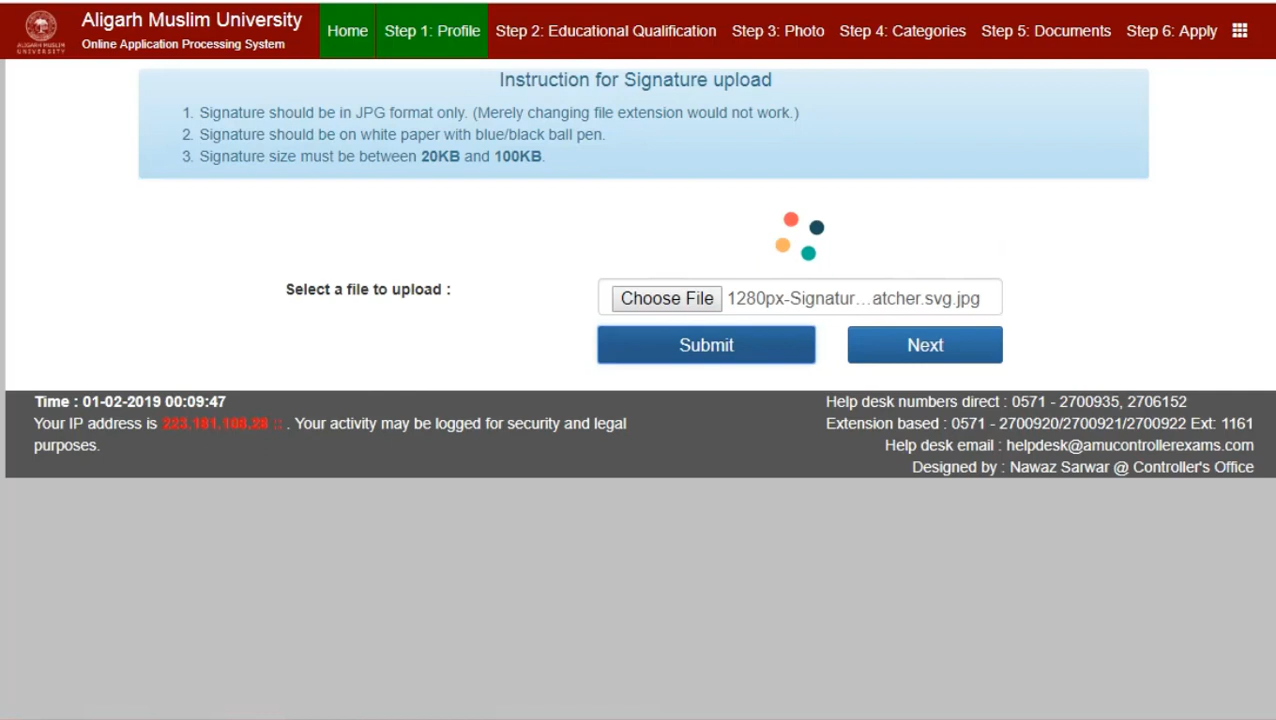 Aligarh Muslim University
Online Application Processing System
ALIGARH MUSLIM
UNIVERSITY
Home Step 1: Profile Step 2: Educational Qualification Step 3: Photo Step 4: Categories Step 5: Documents Step 6: Apply
Instruction for Signature upload
1. Signature should be in JPG format only. (Merely changing file extension would not work.)
2. Signature should be on white paper with blue/black ball pen.
3. Signature size must be between 20KB and 100KB.
Select a file to upload :
Choose File 1280px-Signatur...atcher.svg.jpg
Submit Next
Time : 01-02-2019 00:09:47
Your IP address is . Your activity may be logged for security and legal
purposes.
Help desk numbers direct : 0571 - 2700935, 2706152
Extension based : 0571 - 2700920/2700921/2700922 Ext: 1161
Help desk email : helpdesk@amucontrollerexams.com
Designed by : Nawaz Sarwar @ Controller's Office